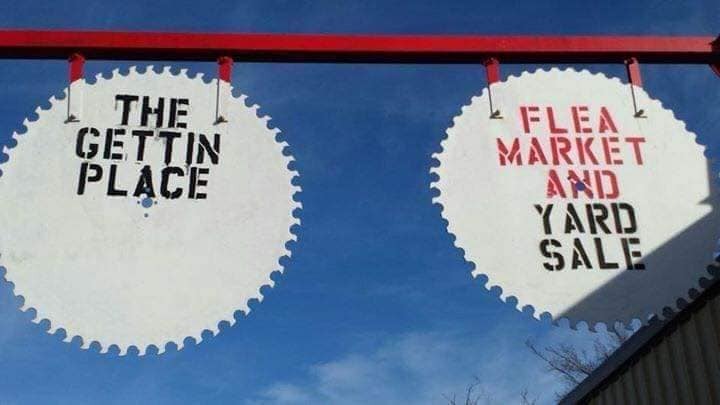 THE
GETTIN
PLACE
FLEA
MARKET
AND
YARD
SALE